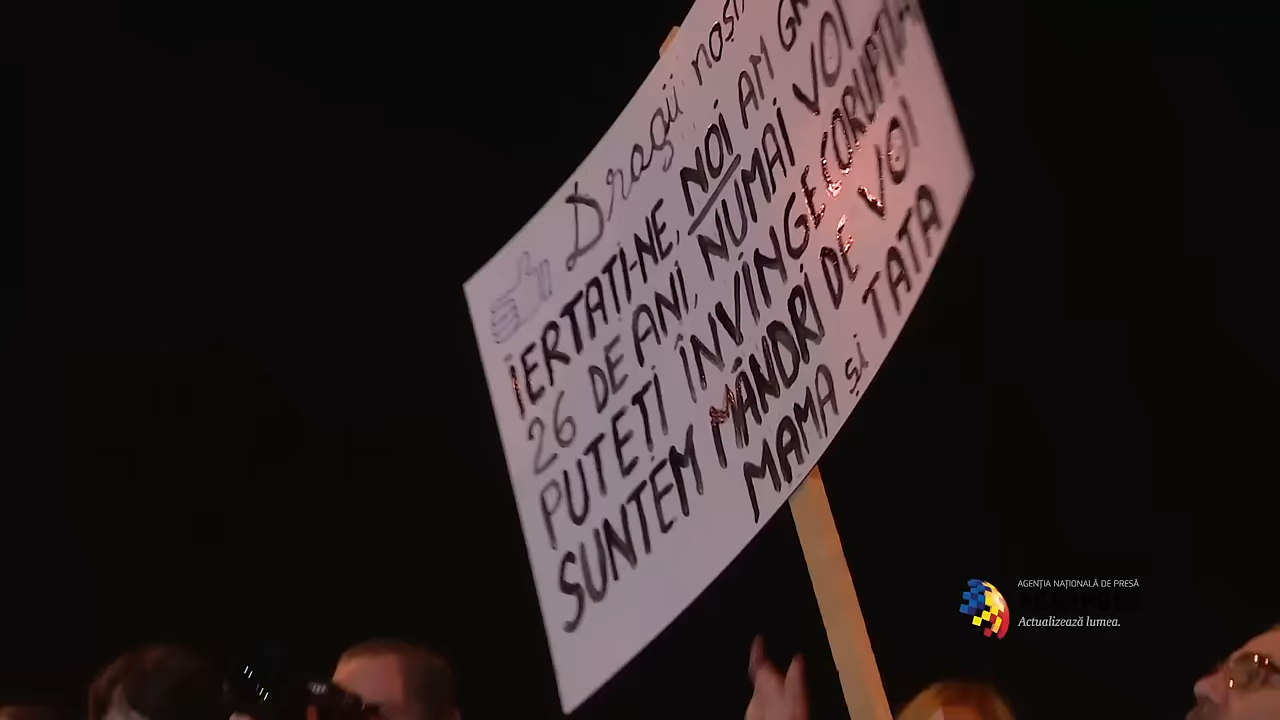 Dragii noștri
IERTAȚI-NE, NOI AM
26 DE ANI, NUMAI VOI
PUTEȚI ÎNVINGE CORUPȚIA
SUNTEM MÂNDRI DE VOI
MAMA și TATA
AGENȚIA NAȚIONALĂ DE PRESĂ
Actualizează lumea.